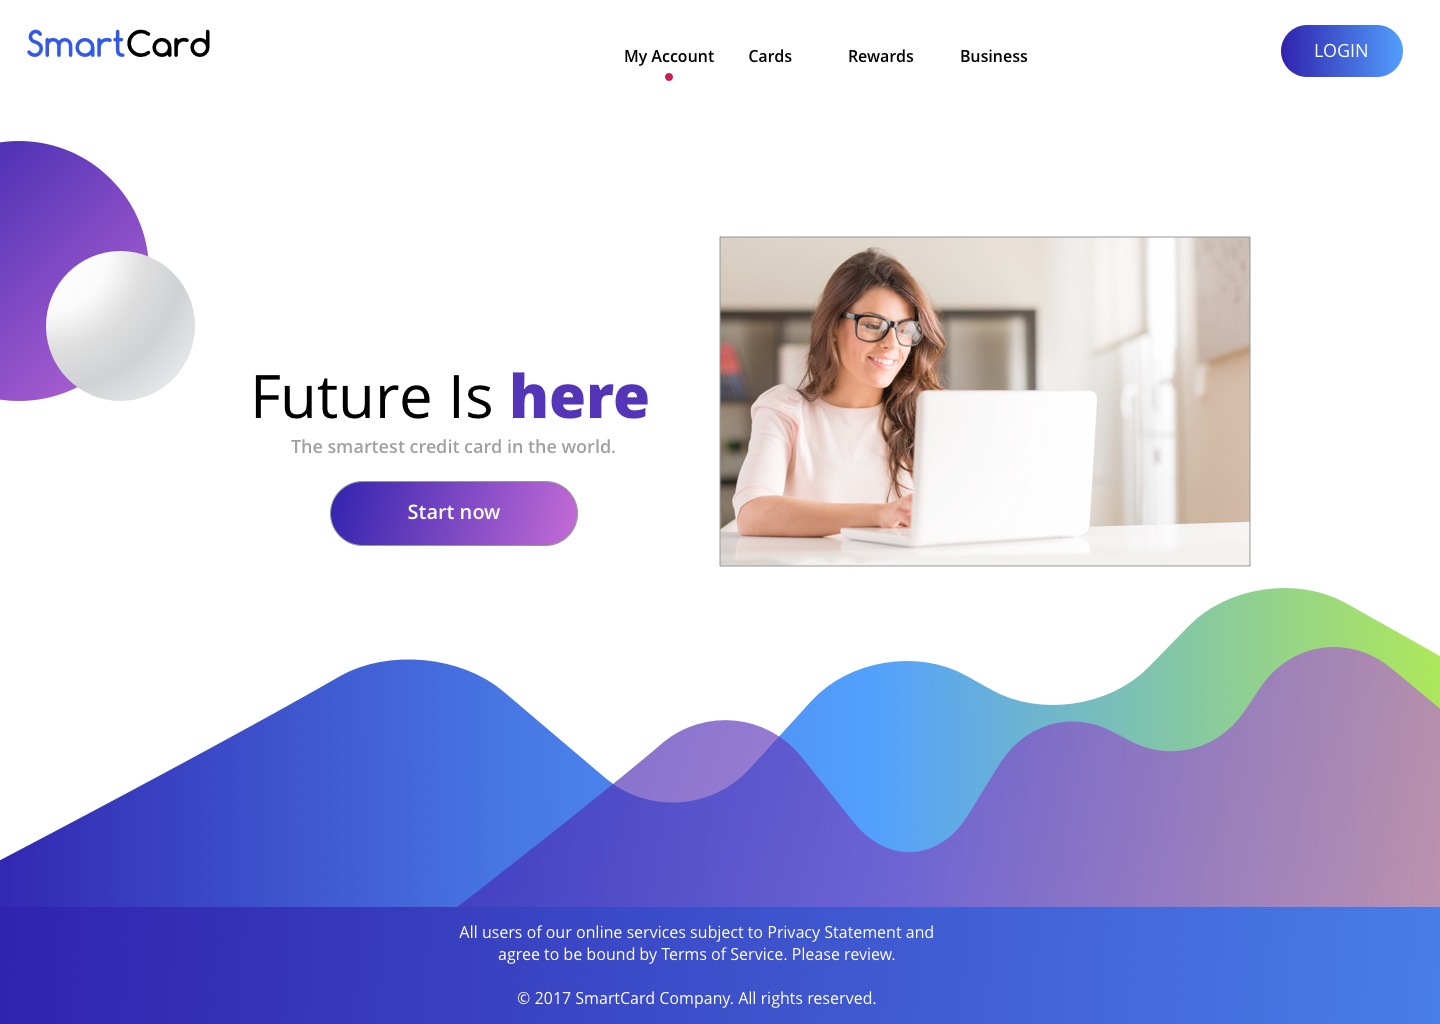 SmartCard
My Account Cards Rewards Business
LOGIN
Future Is here
The smartest credit card in the world.
Start now
All users of our online services subject to Privacy Statement and
agree to be bound by Terms of Service. Please review.
© 2017 SmartCard Company. All rights reserved.